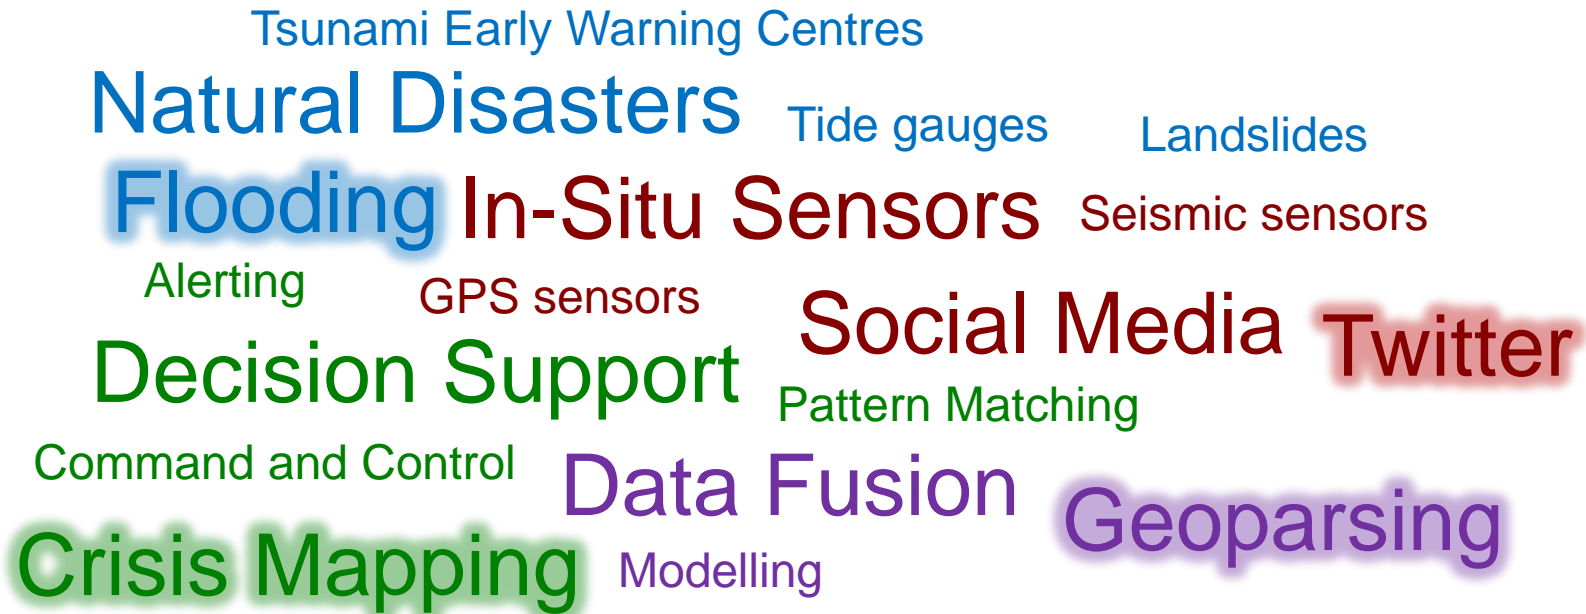 Tsunami Early Warning Centres
Natural Disasters
Tide gauges
Landslides
Flooding
In-Situ Sensors
Seismic sensors
Alerting
GPS sensors
Social Media
Twitter
Decision Support
Pattern Matching
Command and Control
Data Fusion
Geoparsing
Crisis Mapping
Modelling